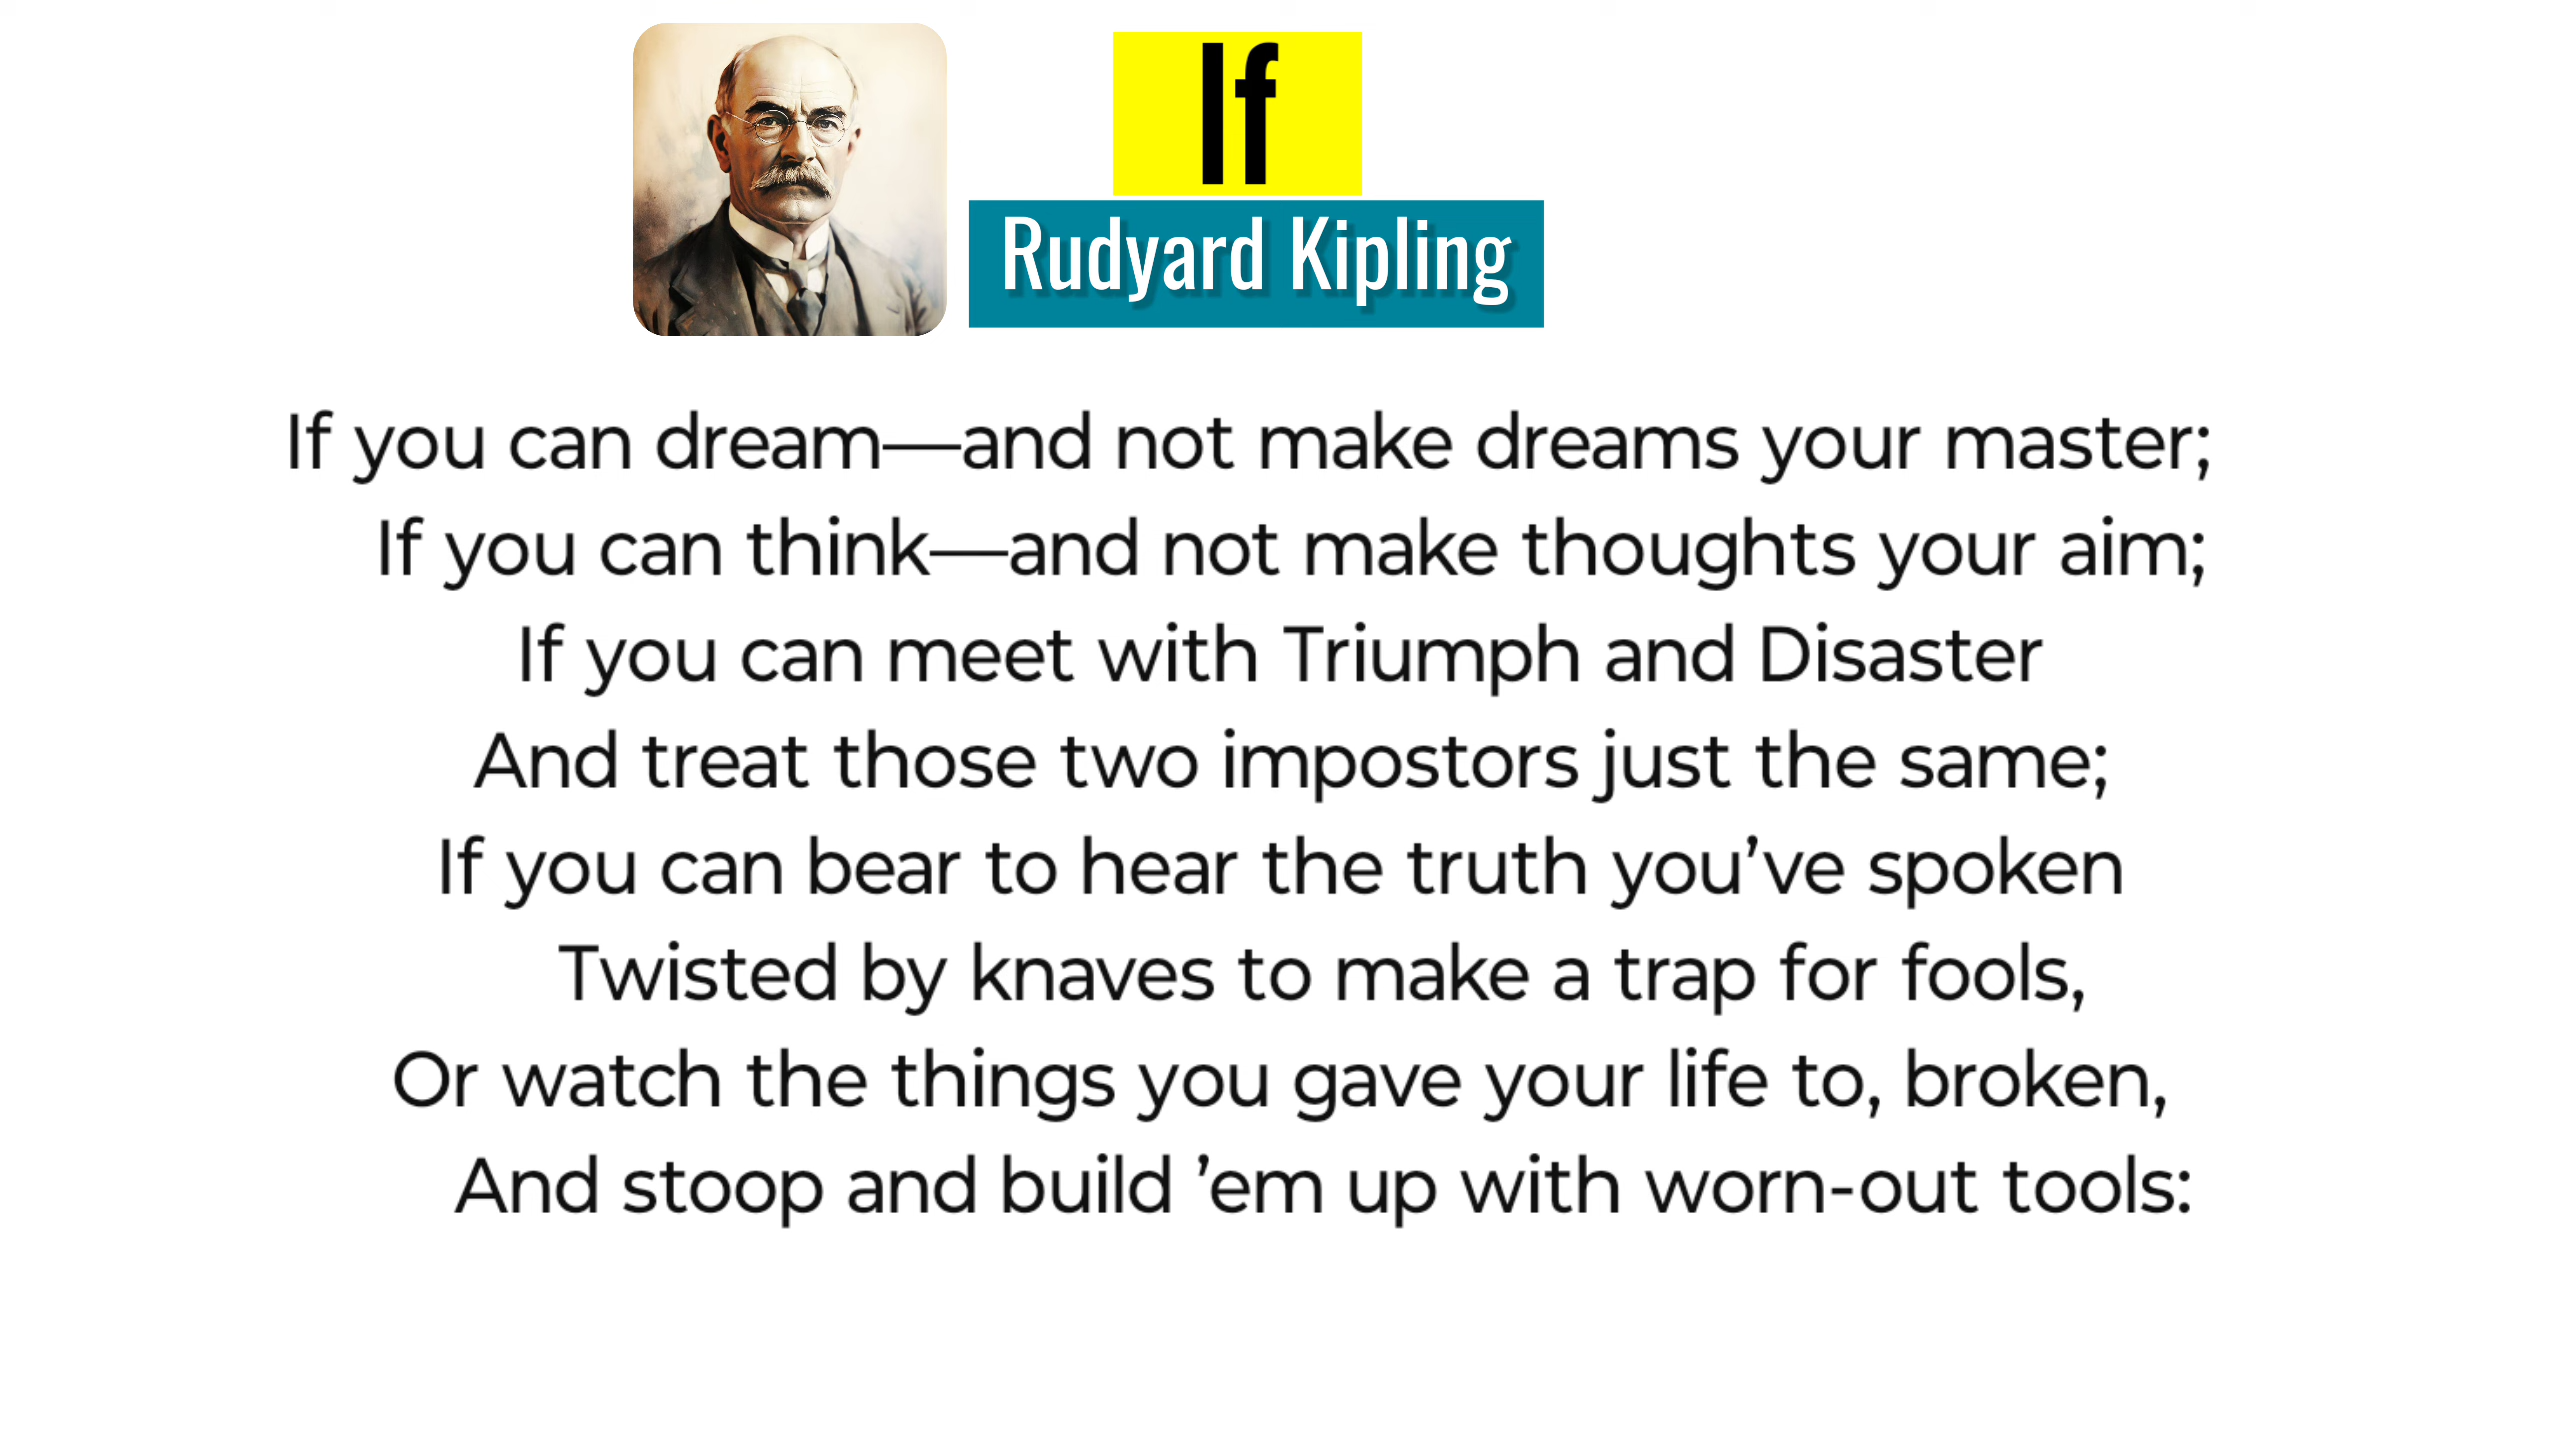 If
Rudyard Kipling
If you can dream—and not make dreams your master;
If you can think—and not make thoughts your aim;
If you can meet with Triumph and Disaster
And treat those two impostors just the same;
If you can bear to hear the truth you’ve spoken
Twisted by knaves to make a trap for fools,
Or watch the things you gave your life to, broken,
And stoop and build ’em up with worn-out tools: